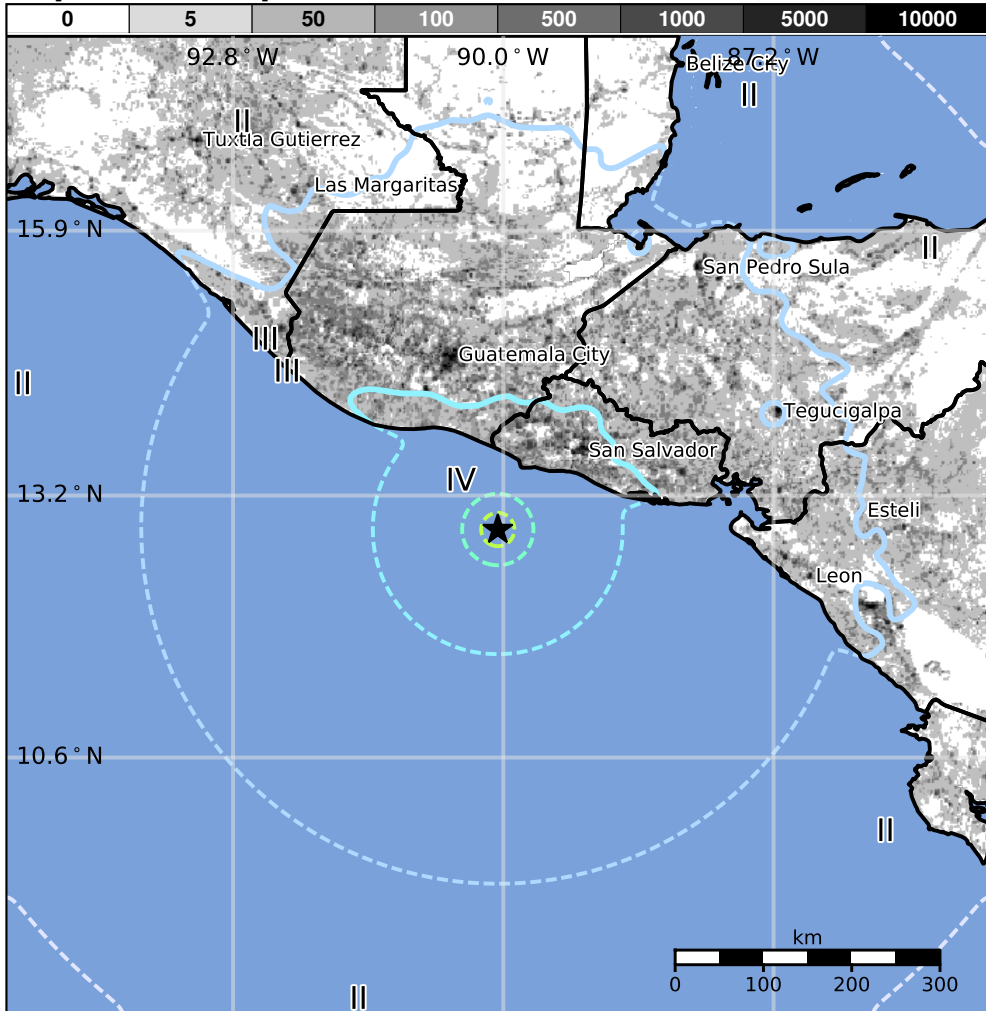 0 5 50 100 500 1000 5000 10000
92.8°W 90.0°W 87.2°W
Belize City
II
II
Tuxtla Gutierrez
Las Margaritas
15.9°N
II
San Pedro Sula
III
Guatemala City
III
II
Tegucigalpa
San Salvador
IV
13.2°N
Esteli
Leon
10.6°N
II
km
0 100 200 300
II